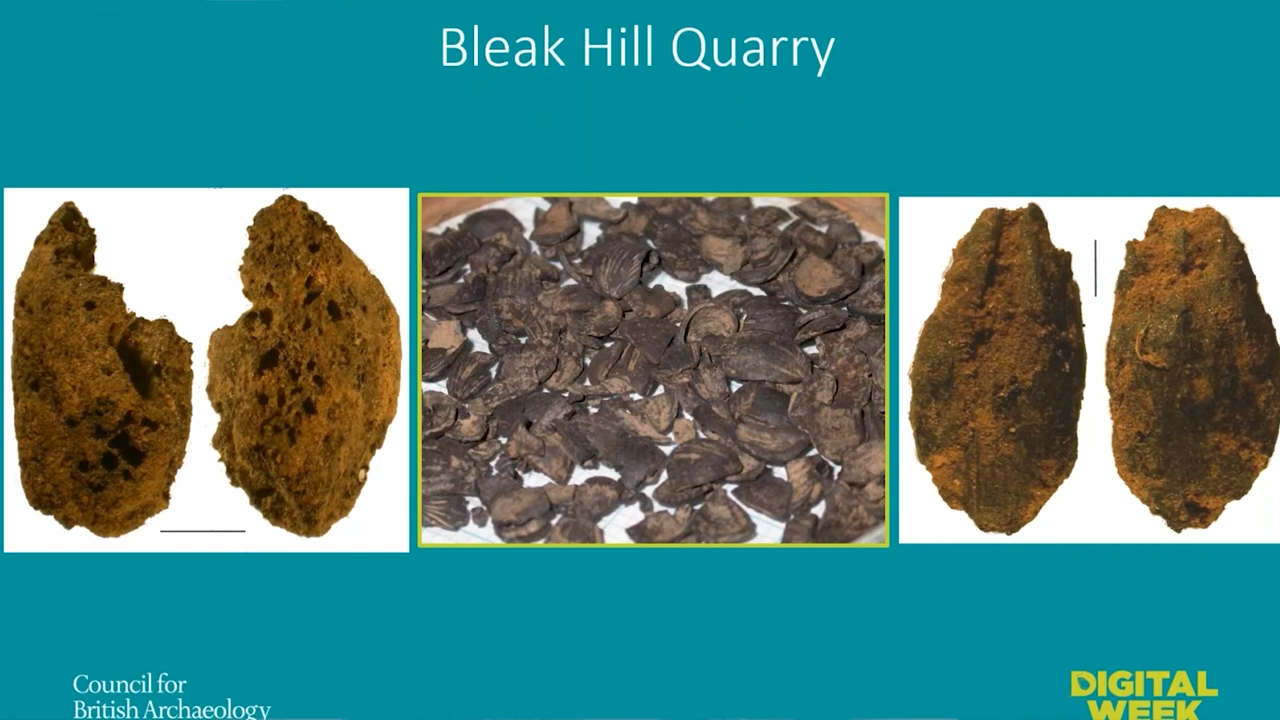 Bleak Hill Quarry
Council for
British Archaeology
DIGITAL
WEEK